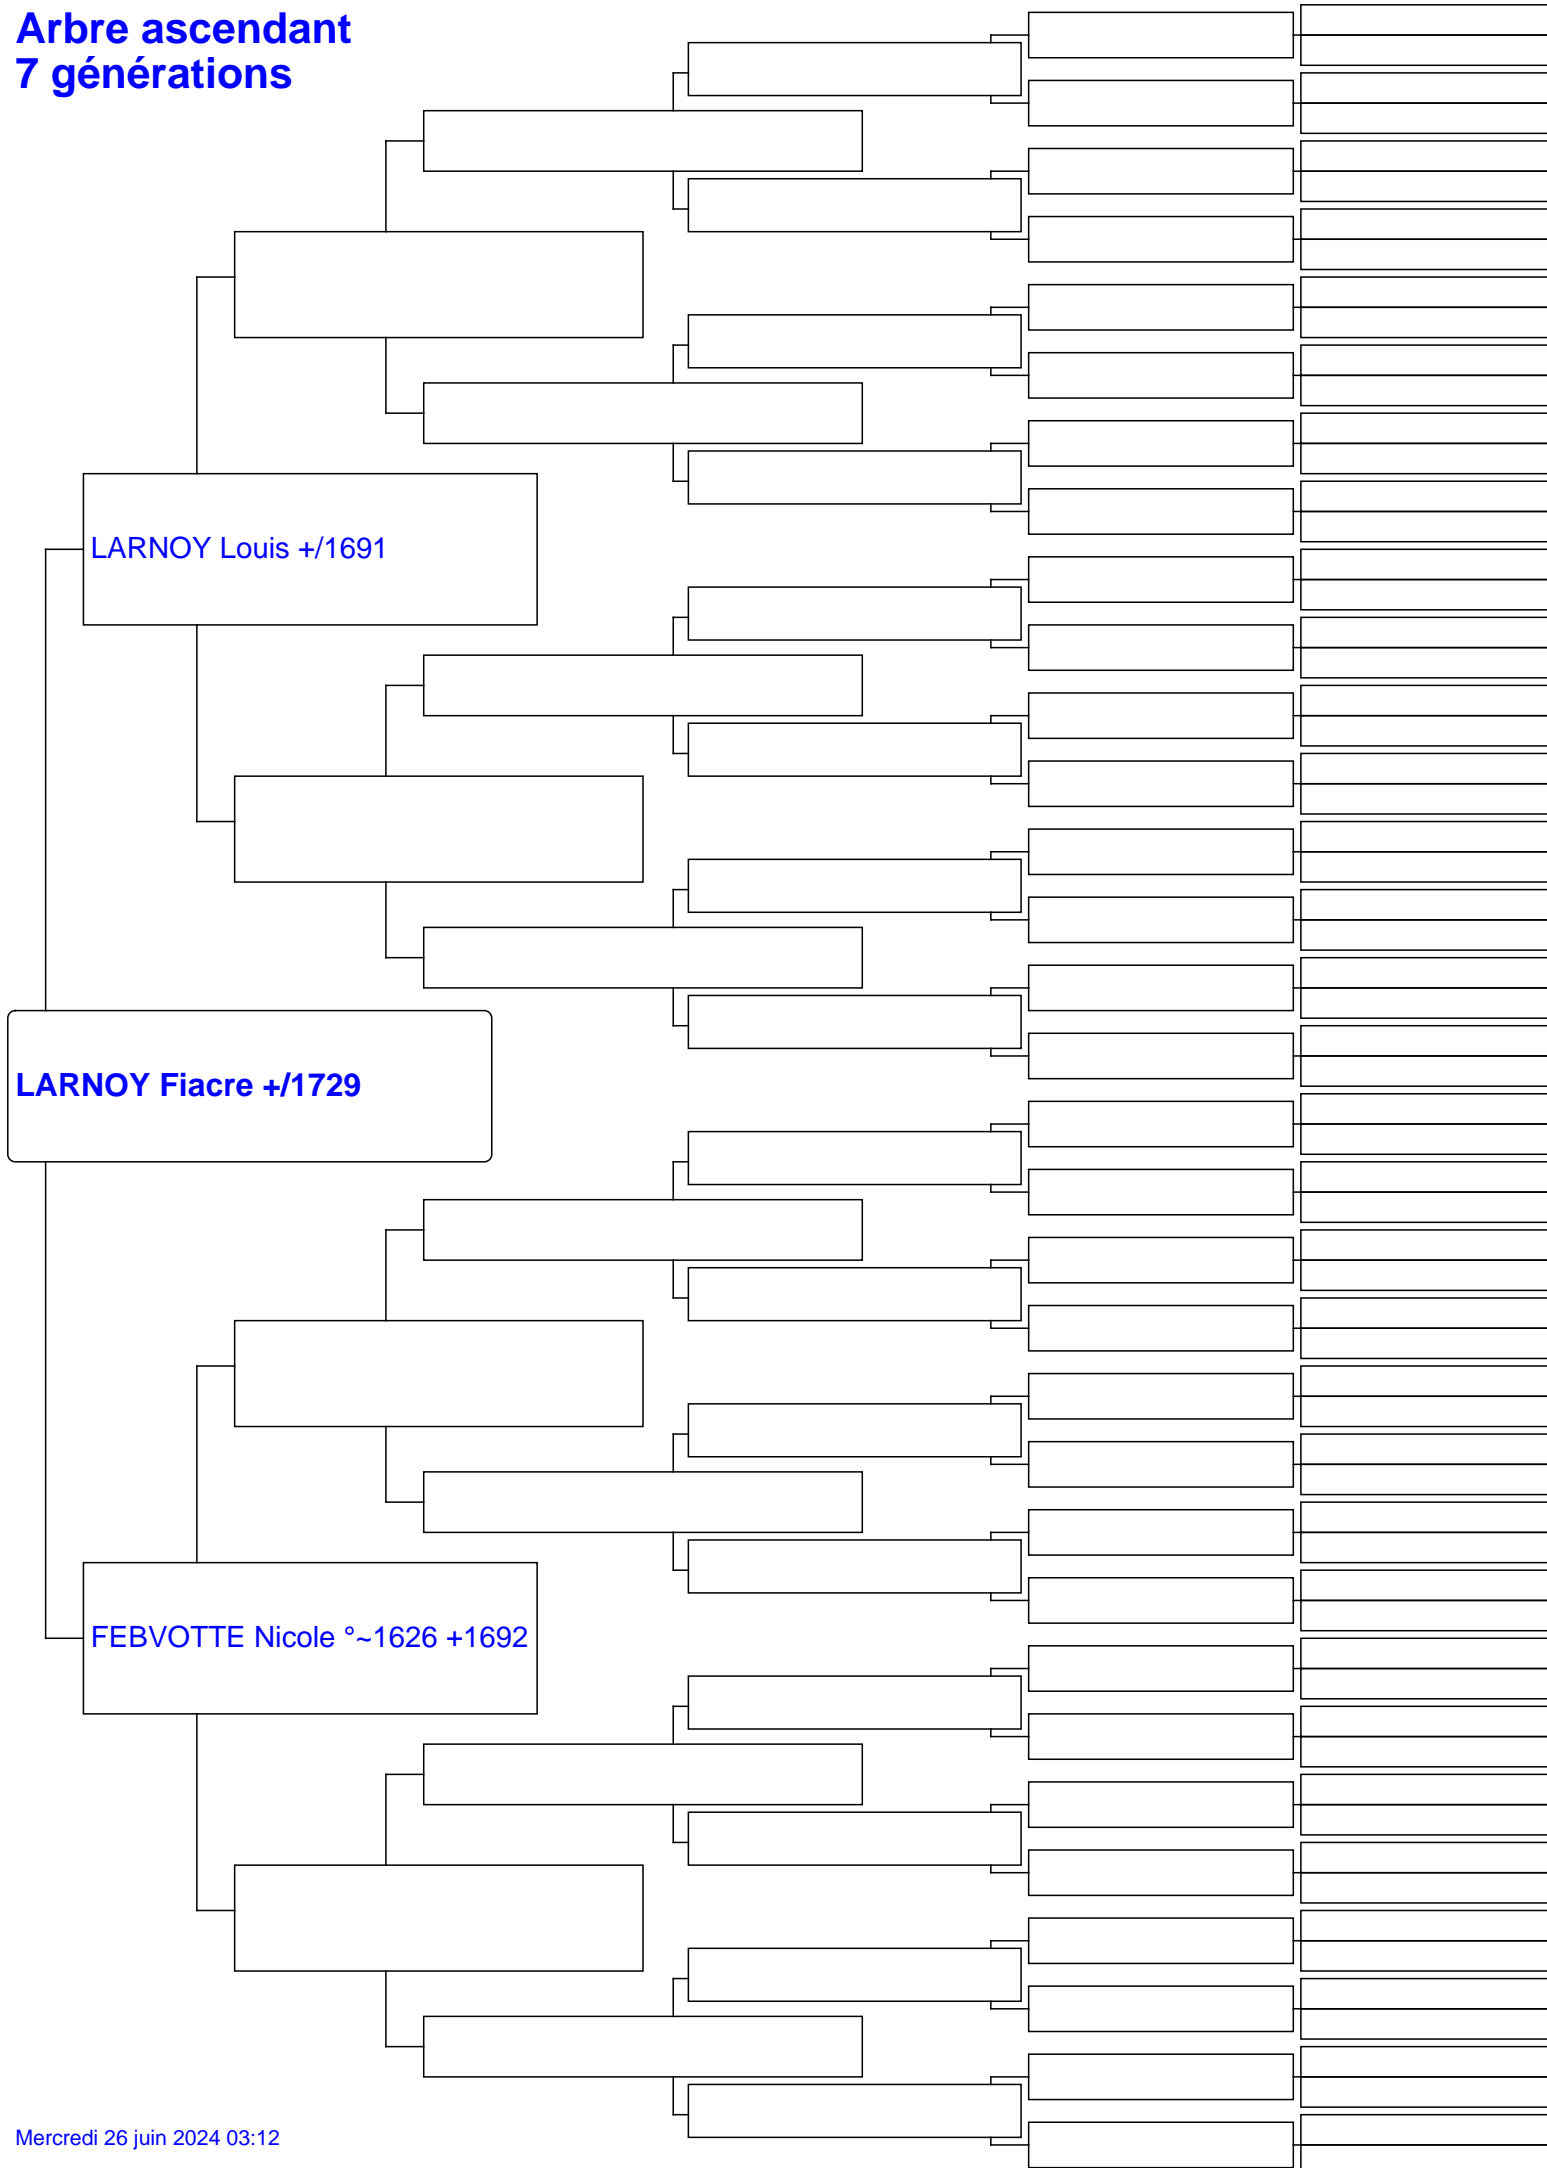 Arbre ascendant
7 générations
LARNOY Louis +/1691
LARNOY Fiacre +/1729
FEBVOTTE Nicole °~1626 +1692
Mercredi 26 juin 2024 03:12